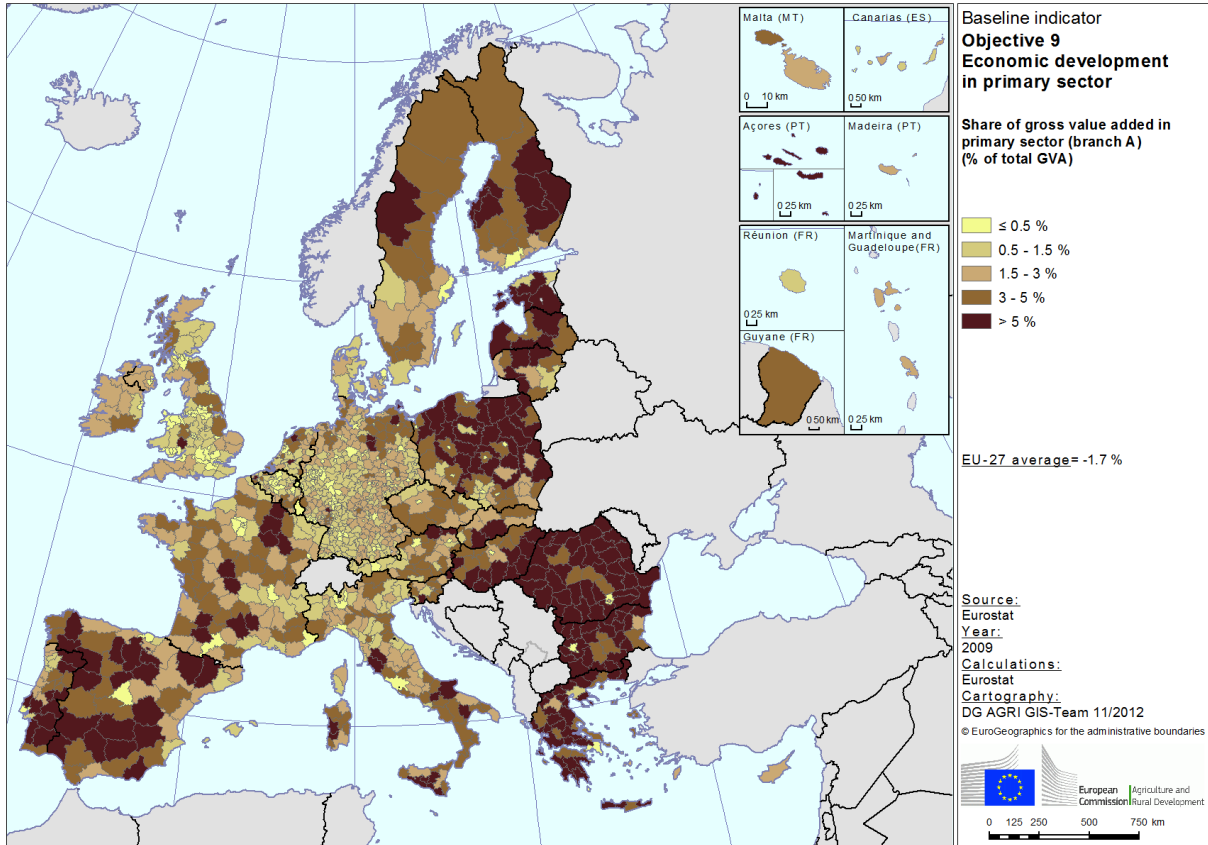 Malta (MT)
0 10 km
Canarias (ES)
0 50 km
Açores (PT)
0 25 km
Madeira (PT)
0 25 km
Réunion (FR)
0 25 km
Martinique and
Guadeloupe(FR)
0 25 km
Guyane (FR)
0 50 km
Baseline indicator
Objective 9
Economic development
in primary sector
Share of gross value added in
primary sector (branch A)
(% of total GVA)
≤ 0.5 %
0.5 - 1.5 %
1.5 - 3 %
3 - 5 %
> 5 %
EU-27 average= -1.7 %
Source:
Eurostat
Year:
2009
Calculations:
Eurostat
Cartography:
DG AGRI GIS-Team 11/2012
© EuroGeographics for the administrative boundaries
European
Commission
Agriculture and
Rural Development
0 125 250 500 750 km